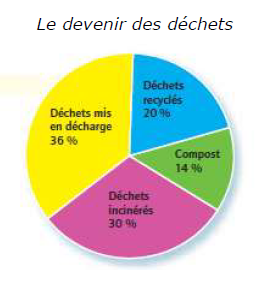 Le devenir des déchets
Déchets
recyclés
20 %
Compost
14 %
Déchets
incinérés
30 %
Déchets mis
en décharge
36 %